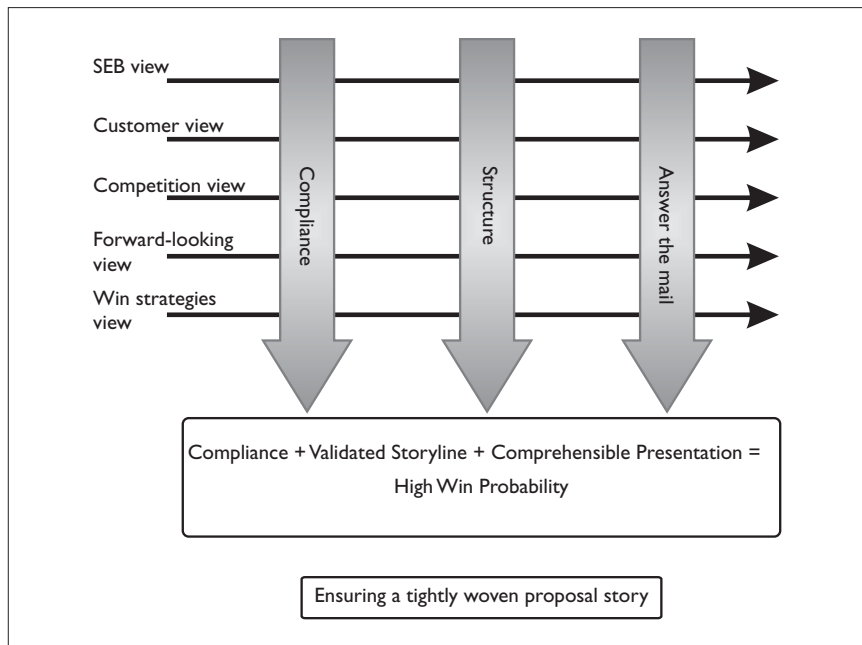 SEB view
Customer view
Competition view
Forward-looking
view
Win strategies
view
Compliance
Structure
Answer the mail
Compliance + Validated Storyline + Comprehensible Presentation =
High Win Probability
Ensuring a tightly woven proposal story